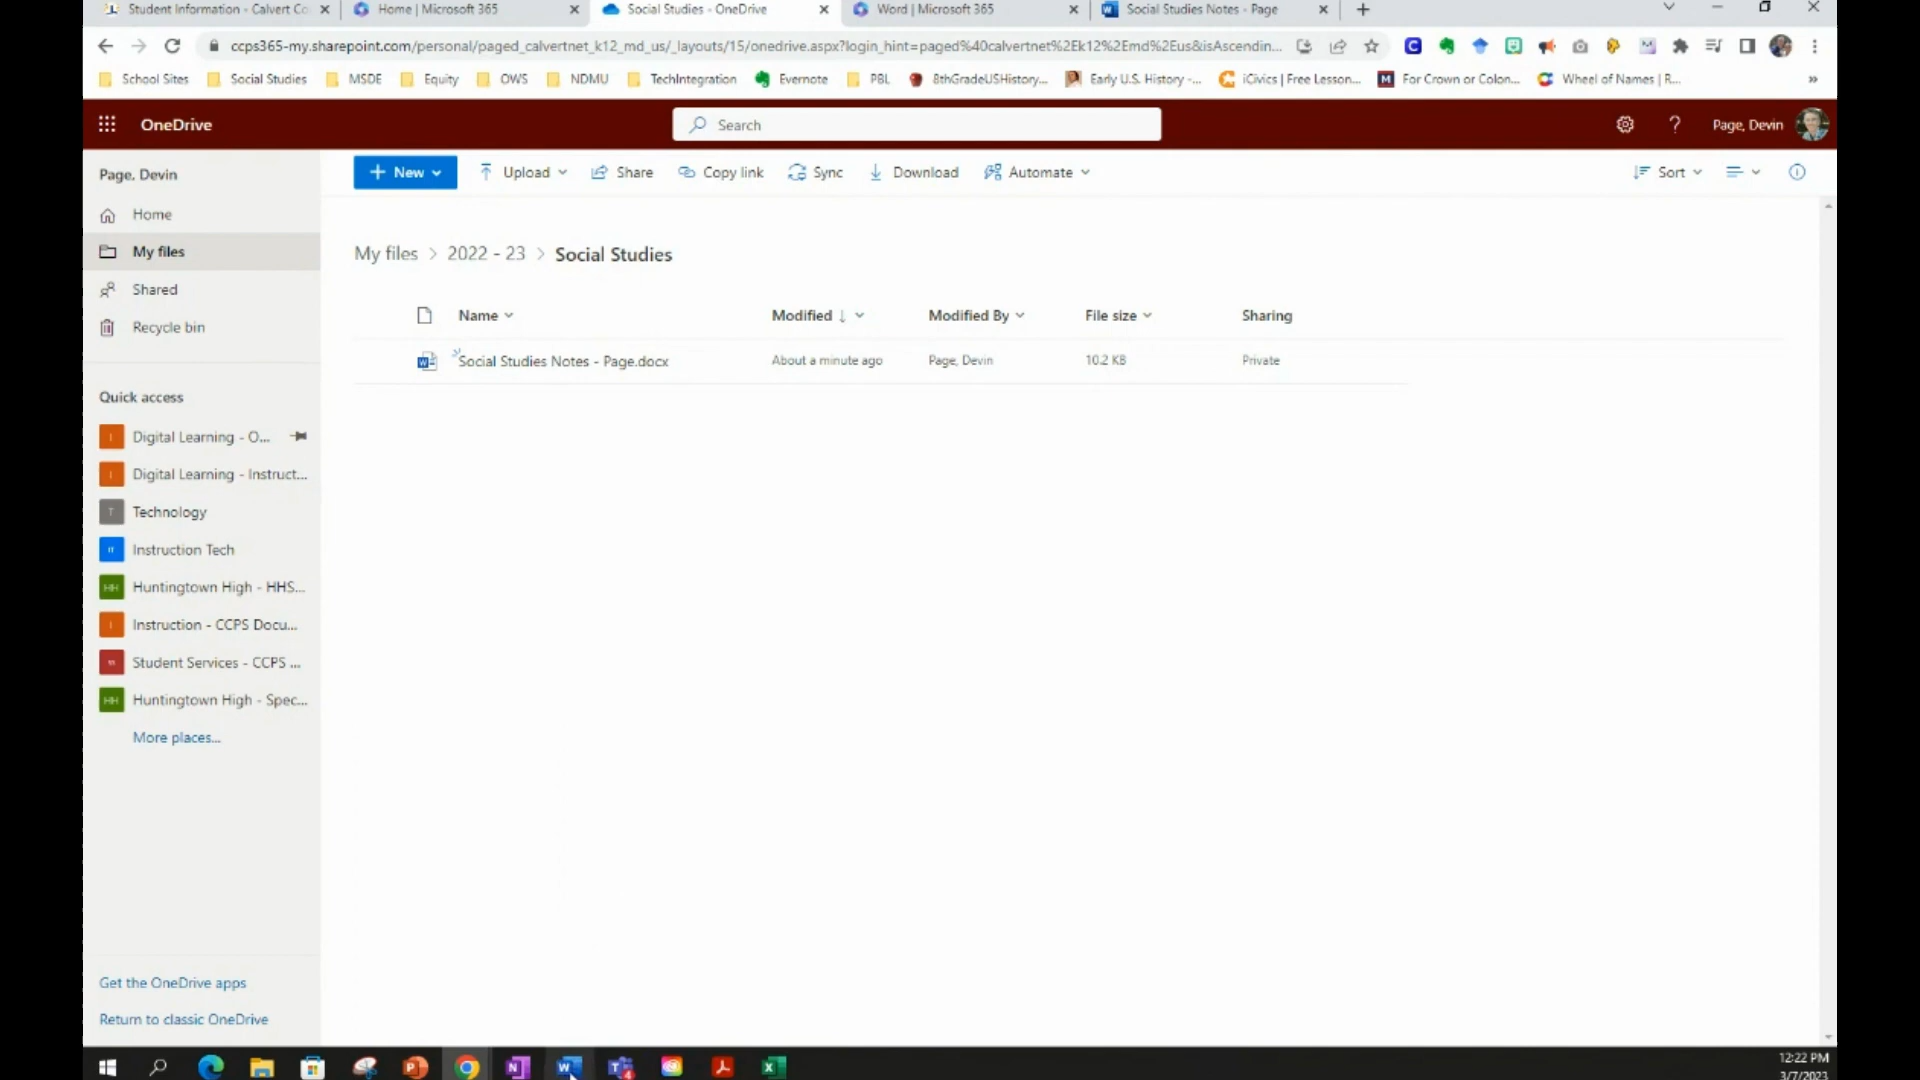 Student Information - Calvert Co
Home | Microsoft 365
Social Studies - OneDrive
Word | Microsoft 365
Social Studies Notes - Page
ccps365-my.sharepoint.com/personal/paged_calvertnet_k12_md_us/_layouts/15/onedrive.aspx?login_hint=paged%40calvertnet%2Ek12%2Emd%2Eus&isAscendin...
School Sites
Social Studies
MSDE
Equity
OWS
NDMU
TechIntegration
Evernote
PBL
8thGradeUSHistory...
Early U.S. History -...
iCivics | Free Lesson...
For Crown or Colon...
Wheel of Names | R...
OneDrive
Search
Page, Devin
Page, Devin
New
Upload
Share
Copy link
Sync
Download
Automate
Sort
Home
My files
Shared
Recycle bin
My files > 2022 - 23 > Social Studies
Name
Modified
Modified By
File size
Sharing
Social Studies Notes - Page.docx
About a minute ago
Page, Devin
10.2 KB
Private
Quick access
Digital Learning - O...
Digital Learning - Instruct...
Technology
Instruction Tech
Huntingtown High - HHS...
Instruction - CCPS Docu...
Student Services - CCPS ...
Huntingtown High - Spec...
More places...
Get the OneDrive apps
Return to classic OneDrive
12:22 PM
3/7/2023